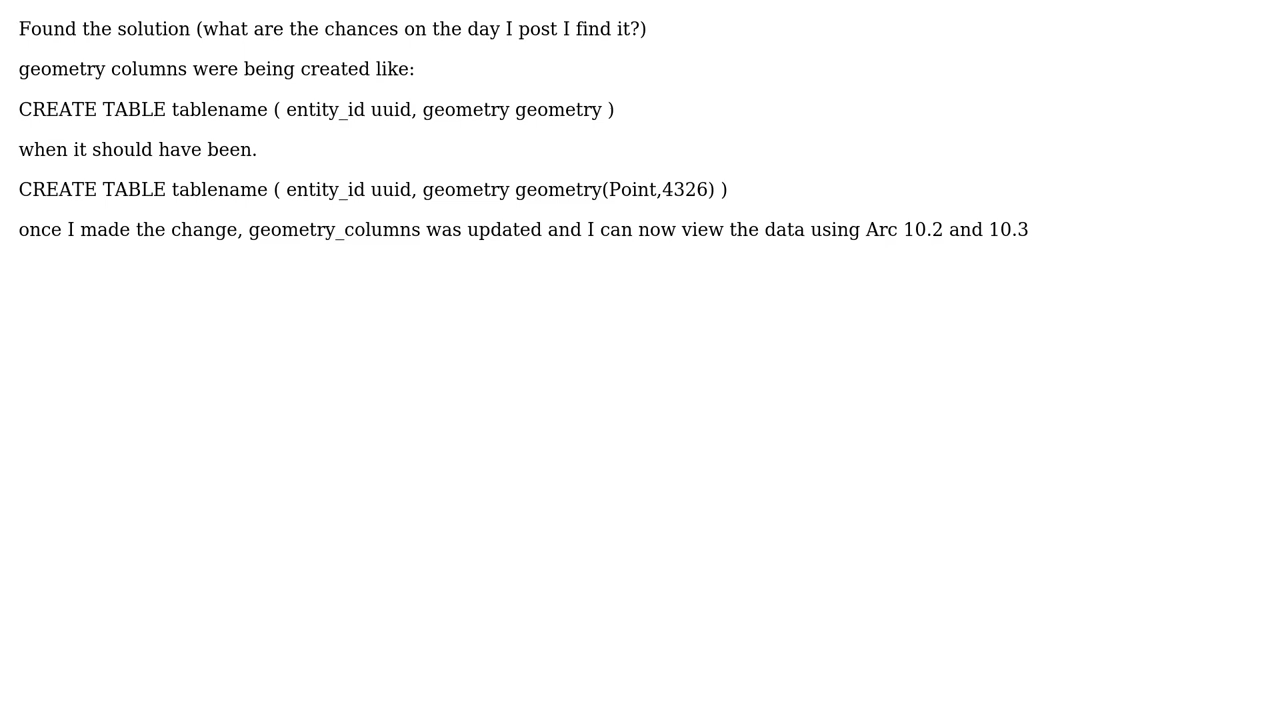 Found the solution (what are the chances on the day I post I find it?)
geometry columns were being created like:
CREATE TABLE tablename ( entity_id uuid, geometry geometry )
when it should have been.
CREATE TABLE tablename ( entity_id uuid, geometry geometry(Point,4326) )
once I made the change, geometry_columns was updated and I can now view the data using Arc 10.2 and 10.3